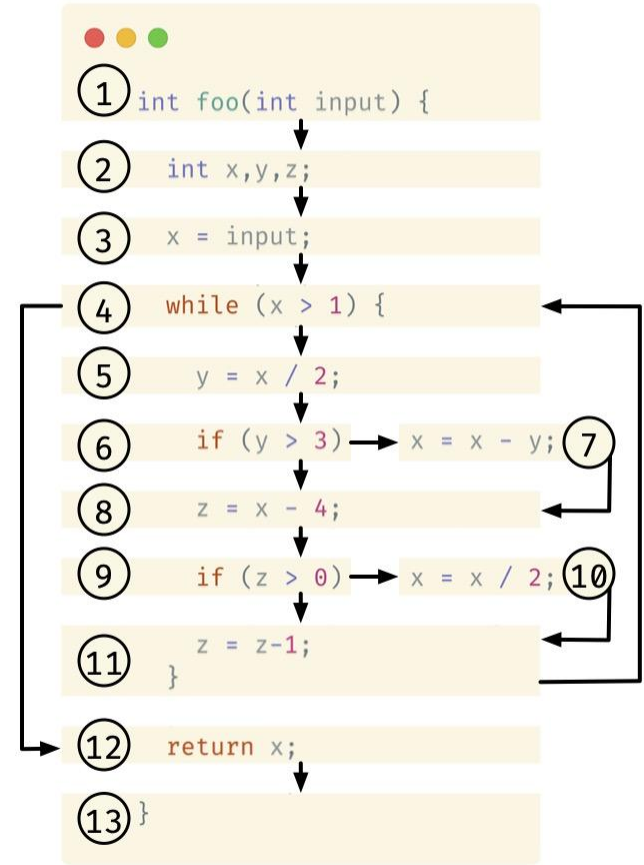 1 int foo(int input) {
2 int x,y,z;
3 x = input;
4 while (x > 1) {
5 y = x / 2;
6 if (y > 3) x = x - y; 7
8 z = x - 4;
9 if (z > 0) x = x / 2; 10
11 z = z-1;
}
12 return x;
13 }